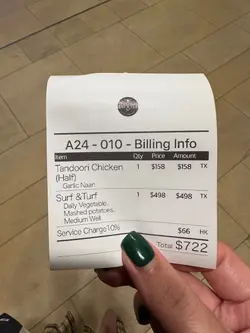 A24 - 010 - Billing Info
Item Qty Price Amount
Tandoori Chicken 1 $158 $158 TX
(Half)
Garlic Naan
Surf &Turf 1 $498 $498 TX
Daily Vegetable,
Mashed potatoes,
Medium Well
Service Charge10% $66 HK
Total $722